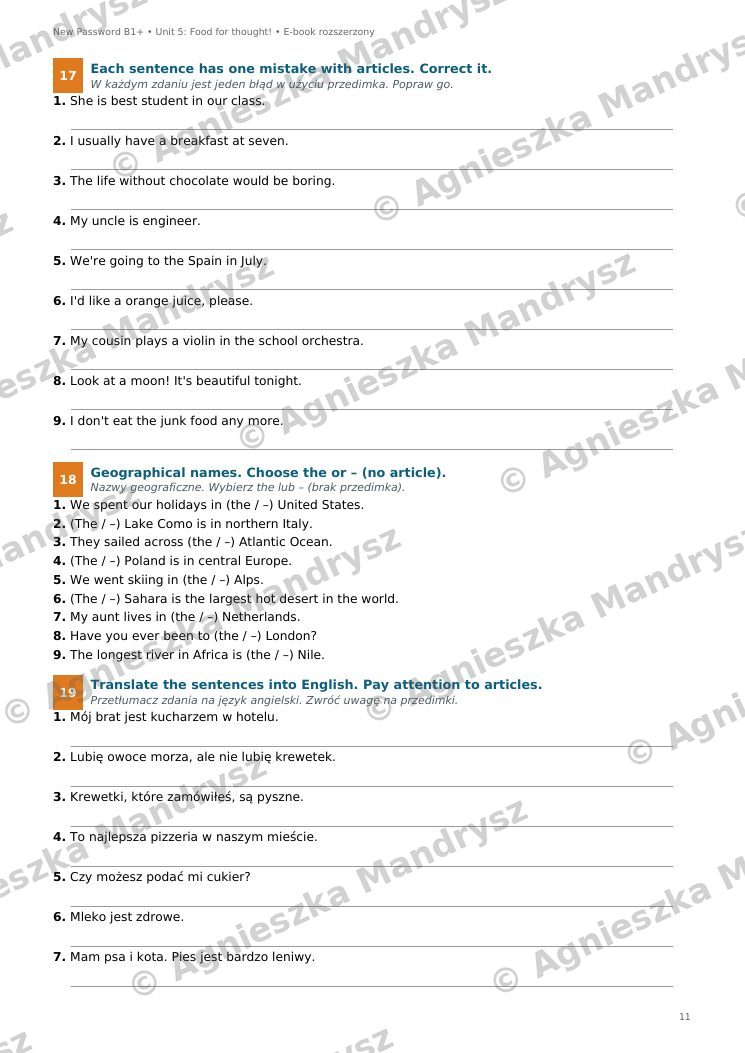 New Password B1+ • Unit 5: Food for thought! • E-book rozszerzony
17 Each sentence has one mistake with articles. Correct it.
W każdym zdaniu jest jeden błąd w użyciu przedimka. Popraw go.
1. She is best student in our class.
2. I usually have a breakfast at seven.
3. The life without chocolate would be boring.
4. My uncle is engineer.
5. We're going to the Spain in July.
6. I'd like a orange juice, please.
7. My cousin plays a violin in the school orchestra.
8. Look at a moon! It's beautiful tonight.
9. I don't eat the junk food any more.
18 Geographical names. Choose the or – (no article).
Nazwy geograficzne. Wybierz the lub – (brak przedimka).
1. We spent our holidays in (the / –) United States.
2. (The / –) Lake Como is in northern Italy.
3. They sailed across (the / –) Atlantic Ocean.
4. (The / –) Poland is in central Europe.
5. We went skiing in (the / –) Alps.
6. (The / –) Sahara is the largest hot desert in the world.
7. My aunt lives in (the / –) Netherlands.
8. Have you ever been to (the / –) London?
9. The longest river in Africa is (the / –) Nile.
19 Translate the sentences into English. Pay attention to articles.
Przetłumacz zdania na język angielski. Zwróć uwagę na przedimki.
1. Mój brat jest kucharzem w hotelu.
2. Lubię owoce morza, ale nie lubię krewetek.
3. Krewetki, które zamówiłeś, są pyszne.
4. To najlepsza pizzeria w naszym mieście.
5. Czy możesz podać mi cukier?
6. Mleko jest zdrowe.
7. Mam psa i kota. Pies jest bardzo leniwy.
11
© Agnieszka Mandrysz
© Agnieszka Mandrysz
© Agnieszka Mandrysz
© Agnieszka Mandrysz
© Agnieszka Mandrysz
© Agnieszka Mandrysz